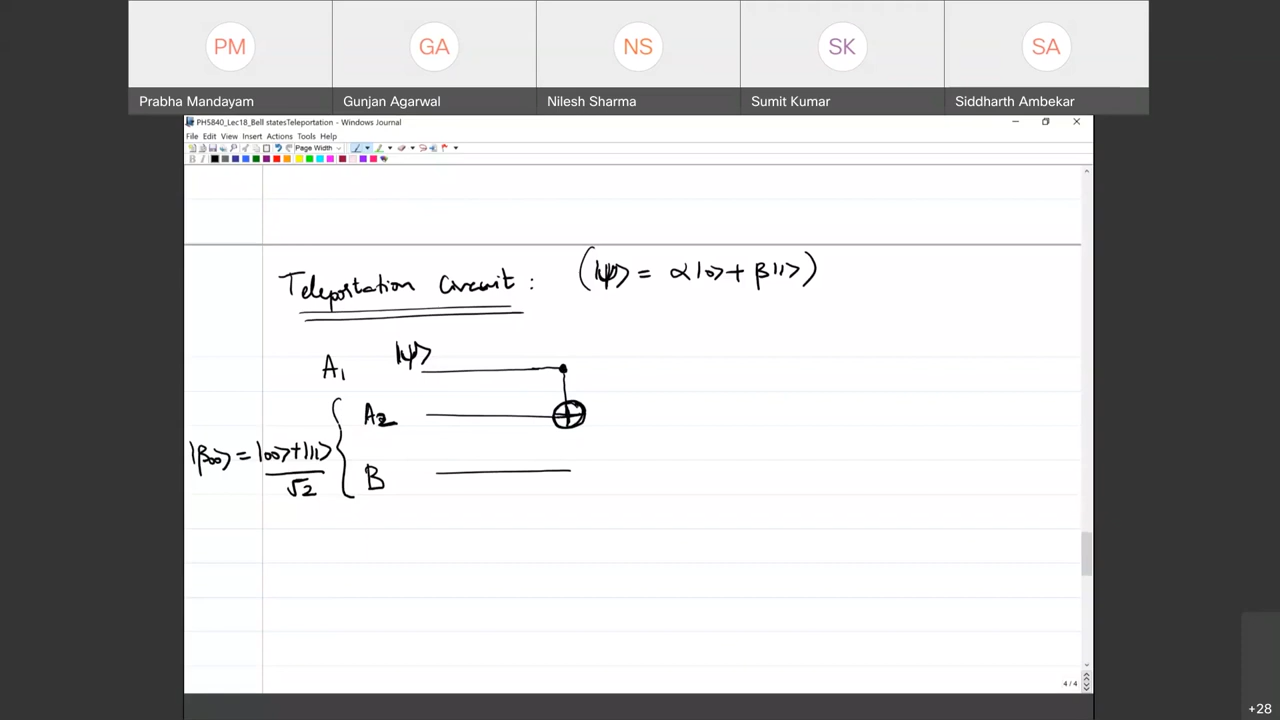 PM
GA
NS
SK
SA
Prabha Mandayam
Gunjan Agarwal
Nilesh Sharma
Sumit Kumar
Siddharth Ambekar
PH5840_Lec18_Bell statesTeleportation - Windows Journal
File Edit View Insert Actions Tools Help
Page Width
B I
Teleportation Circuit : (|ψ⟩ = α|0⟩ + β|1⟩)
A₁ |ψ⟩
A₂
|β₀₀⟩ = |00⟩+|11⟩
√2
B
4 / 4
+28